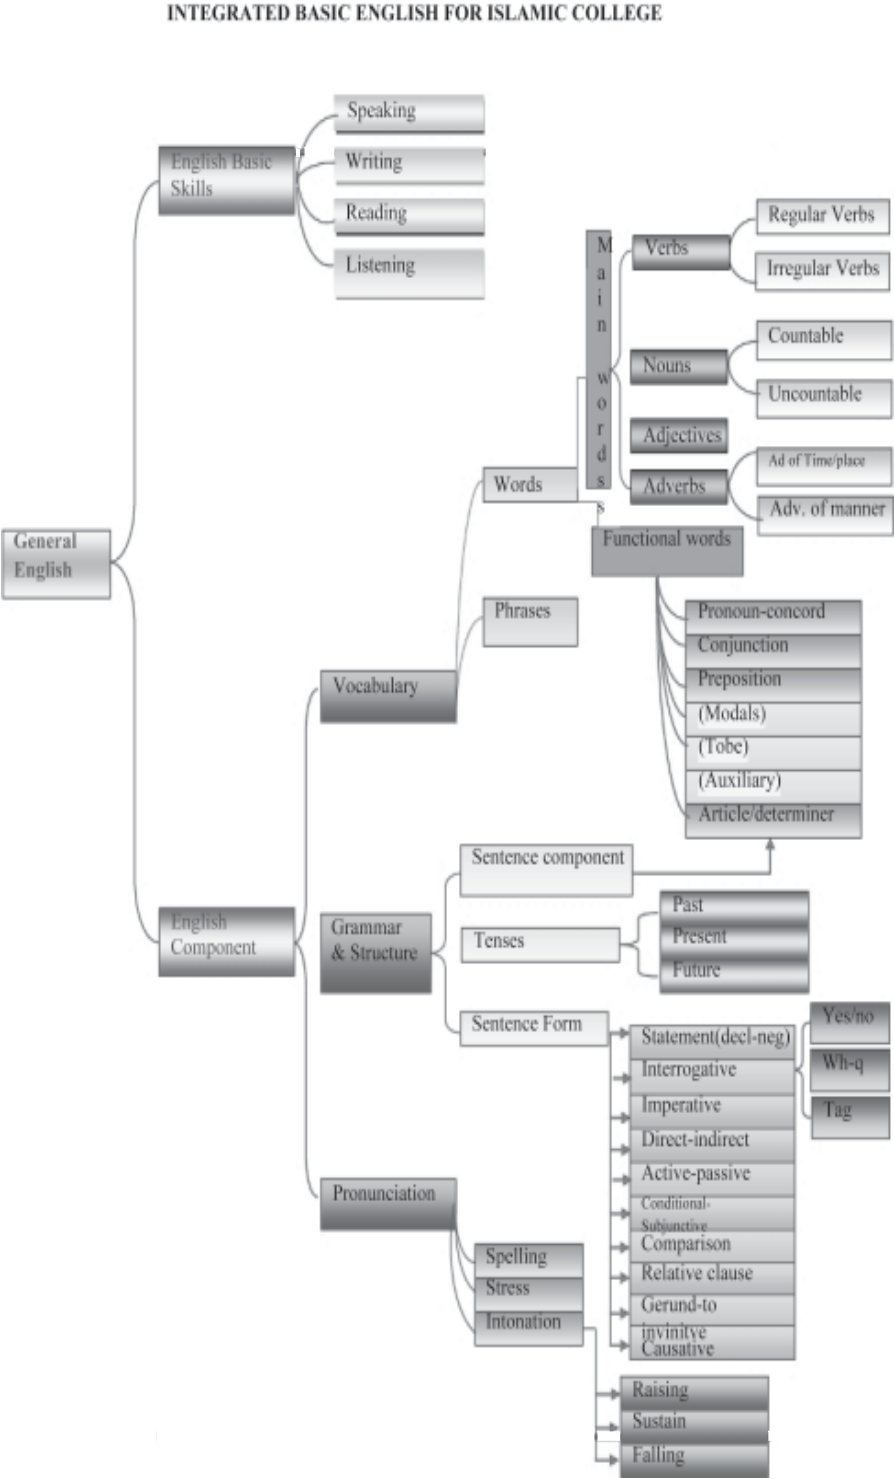 INTEGRATED BASIC ENGLISH FOR ISLAMIC COLLEGE
General
English
English Basic
Skills
Speaking
Writing
Reading
Listening
English
Component
Vocabulary
Words
Main words
Verbs
Regular Verbs
Irregular Verbs
Nouns
Countable
Uncountable
Adjectives
Adverbs
Ad of Time/place
Adv. of manner
s
Functional words
Pronoun-concord
Conjunction
Preposition
(Modals)
(Tobe)
(Auxiliary)
Article/determiner
Phrases
Grammar
& Structure
Sentence component
Tenses
Past
Present
Future
Sentence Form
Statement(decl-neg)
Interrogative
Yes/no
Wh-q
Tag
Imperative
Direct-indirect
Active-passive
Conditional-
Subjunctive
Comparison
Relative clause
Gerund-to
invinitve
Causative
Pronunciation
Spelling
Stress
Intonation
Raising
Sustain
Falling